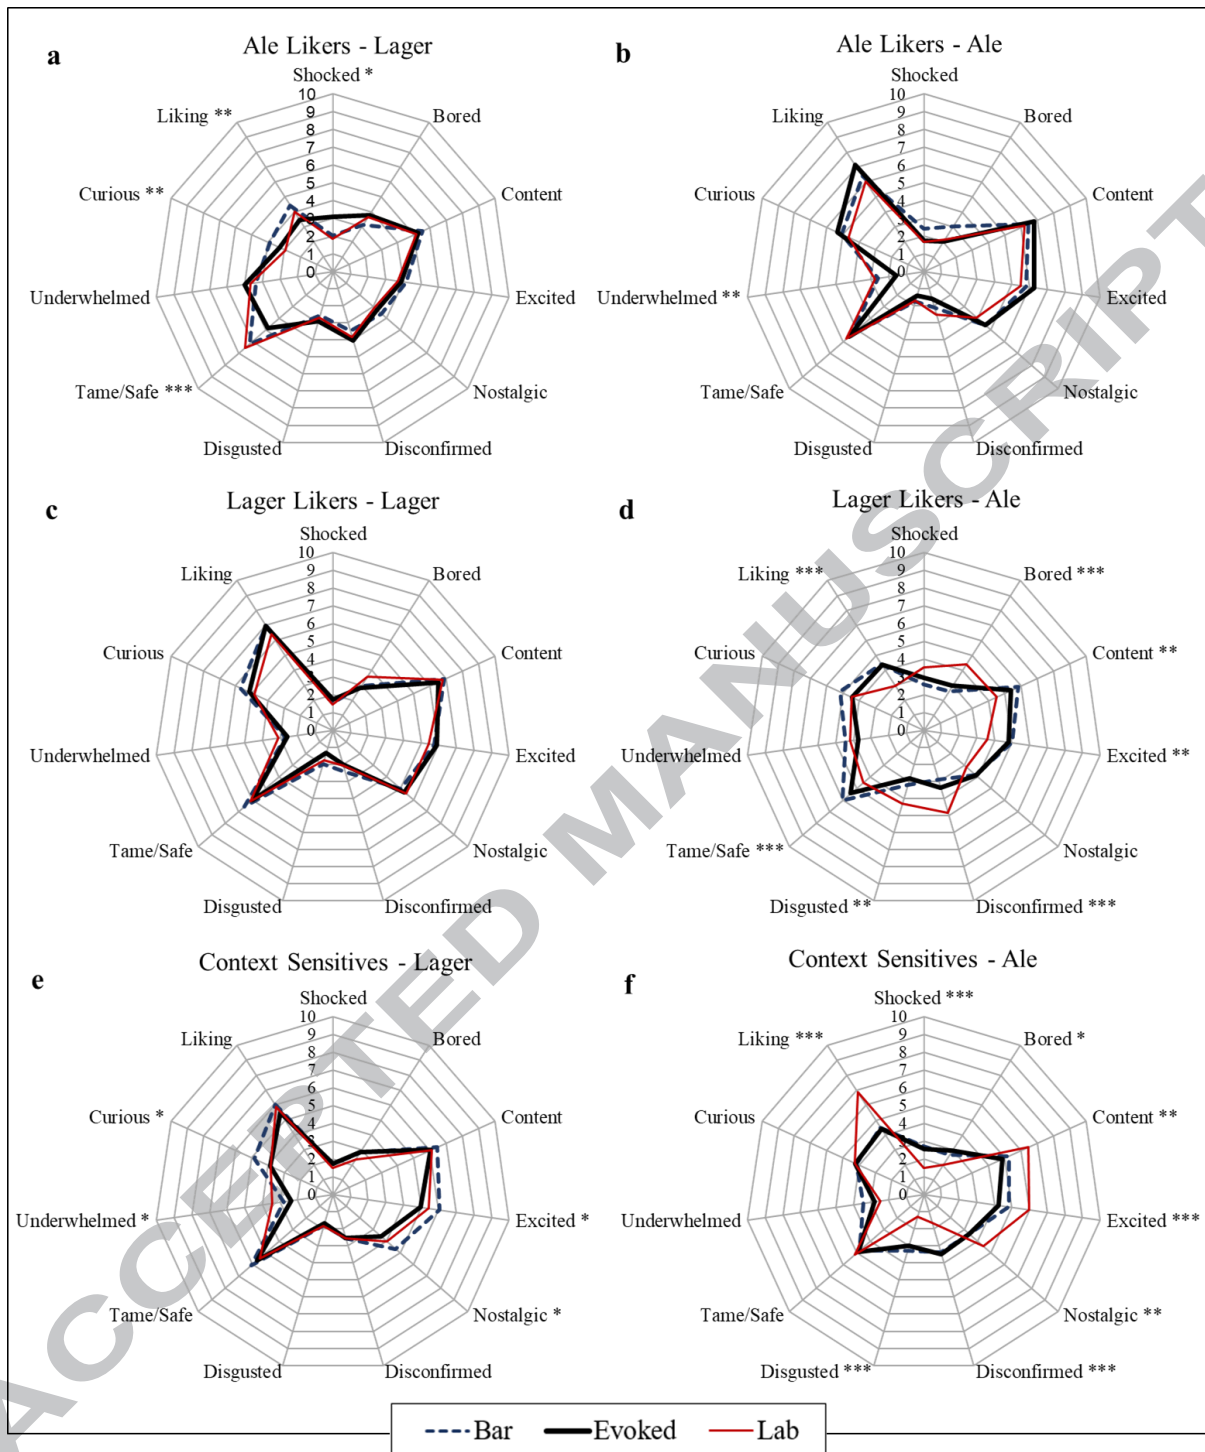 a
Ale Likers - Lager
Shocked *
Bored
Content
Excited
Nostalgic
Disconfirmed
Disgusted
Tame/Safe ***
Underwhelmed
Curious **
Liking **
10
9
8
7
6
5
4
3
2
1
0
b
Ale Likers - Ale
Shocked
Bored
Content
Excited
Nostalgic
Disconfirmed
Disgusted
Tame/Safe
Underwhelmed **
Curious
Liking
10
9
8
7
6
5
4
3
2
1
0
c
Lager Likers - Lager
Shocked
Bored
Content
Excited
Nostalgic
Disconfirmed
Disgusted
Tame/Safe
Underwhelmed
Curious
Liking
10
9
8
7
6
5
4
3
2
1
0
d
Lager Likers - Ale
Shocked
Bored ***
Content **
Excited **
Nostalgic
Disconfirmed ***
Disgusted **
Tame/Safe ***
Underwhelmed
Curious
Liking ***
10
9
8
7
6
5
4
3
2
1
0
e
Context Sensitives - Lager
Shocked
Bored
Content
Excited *
Nostalgic *
Disconfirmed
Disgusted
Tame/Safe
Underwhelmed *
Curious *
Liking
10
9
8
7
6
5
4
3
2
1
0
f
Context Sensitives - Ale
Shocked ***
Bored *
Content **
Excited ***
Nostalgic **
Disconfirmed ***
Disgusted ***
Tame/Safe
Underwhelmed
Curious
Liking ***
10
9
8
7
6
5
4
3
2
1
0
Bar Evoked Lab
ACCEPTED MANUSCRIPT